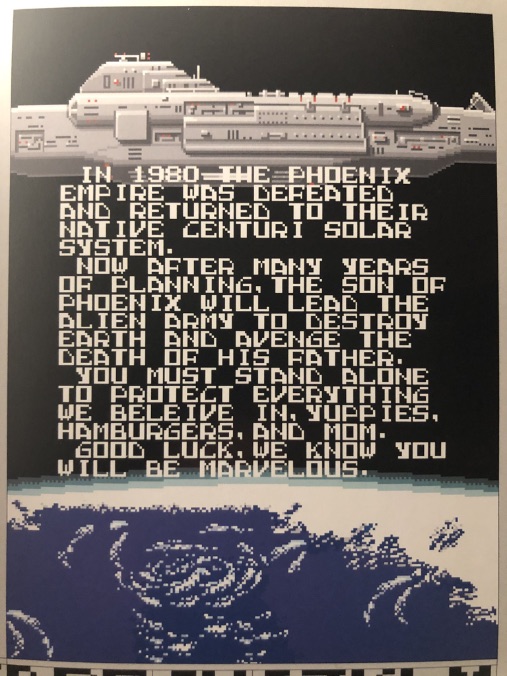 IN 1980 THE PHOENIX
EMPIRE WAS DEFEATED
AND RETURNED TO THEIR
NATIVE CENTURI SOLAR
SYSTEM.
NOW AFTER MANY YEARS
OF PLANNING, THE SON OF
PHOENIX WILL LEAD THE
ALIEN ARMY TO DESTROY
EARTH AND AVENGE THE
DEATH OF HIS FATHER.
YOU MUST STAND ALONE
TO PROTECT EVERYTHING
WE BELEIVE IN, YUPPIES,
HAMBURGERS, AND MOM.
GOOD LUCK, WE KNOW YOU
WILL BE MARVELOUS.